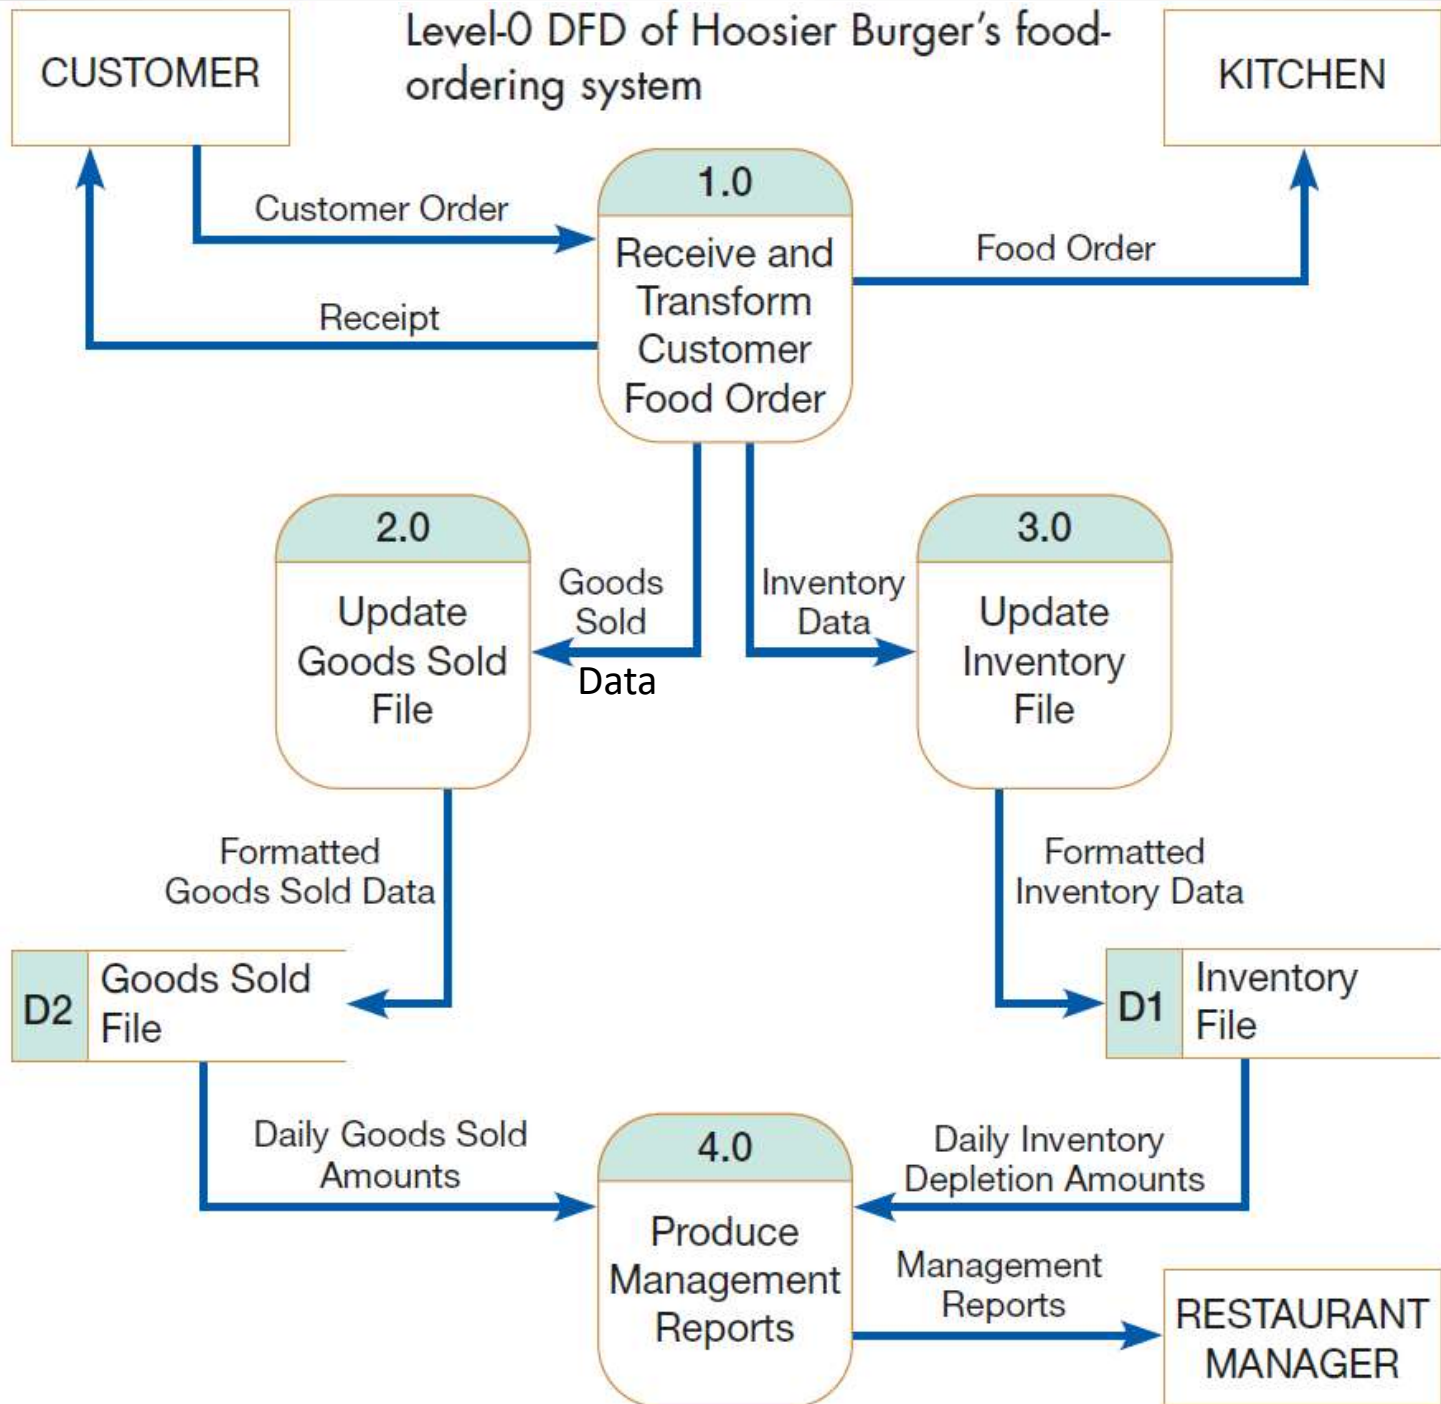 Level-0 DFD of Hoosier Burger's food-
ordering system
CUSTOMER
KITCHEN
1.0
Receive and
Transform
Customer
Food Order
Customer Order
Receipt
Food Order
2.0
Update
Goods Sold
File
Goods
Sold
Data
Inventory
Data
3.0
Update
Inventory
File
Formatted
Goods Sold Data
Formatted
Inventory Data
D2
Goods Sold
File
D1
Inventory
File
Daily Goods Sold
Amounts
4.0
Produce
Management
Reports
Daily Inventory
Depletion Amounts
Management
Reports
RESTAURANT
MANAGER